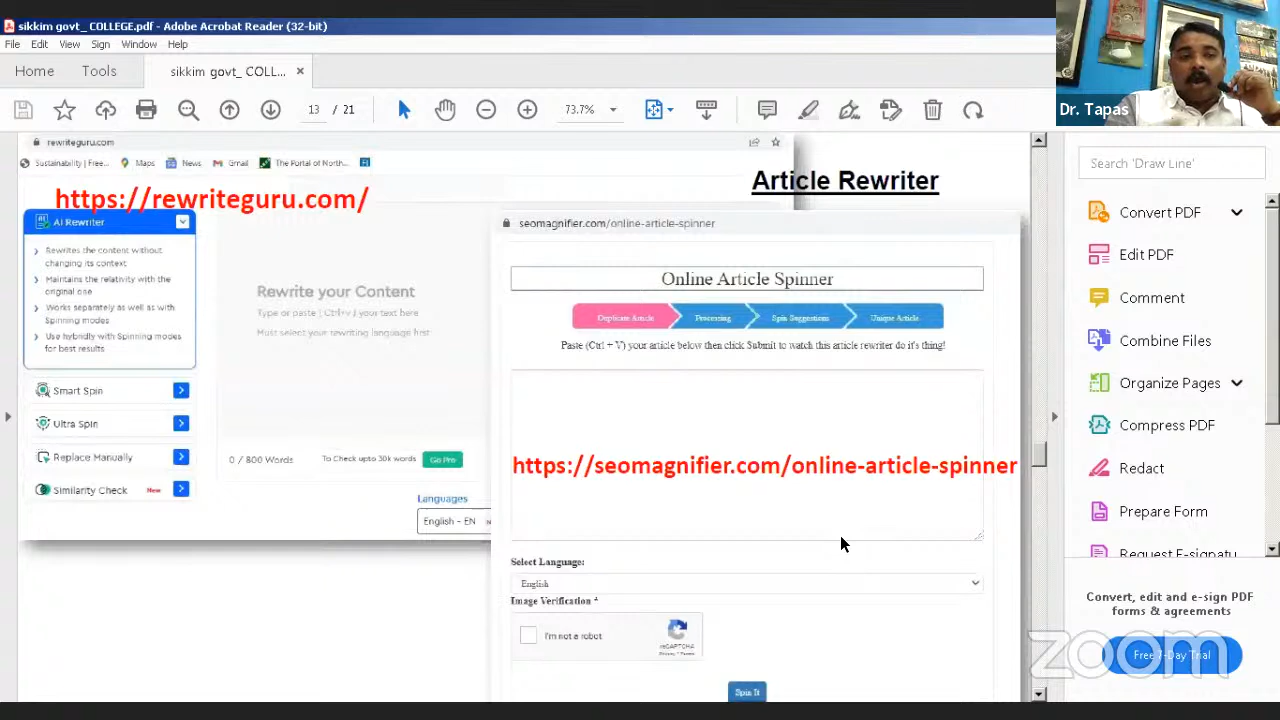 sikkim govt_ COLLEGE.pdf - Adobe Acrobat Reader (32-bit)
File Edit View Sign Window Help
Home Tools sikkim govt_ COLL... ×
13 / 21 73.7%
Dr. Tapas
rewriteguru.com/
Sustainability | Free... Maps News Gmail The Portal of North...
https://rewriteguru.com/
Article Rewriter
AI Rewriter
Rewrites the content without
changing its context
Maintains the relativity with the
original one
Works separately as well as with
Spinning modes
Use hybridly with Spinning modes
for best results
Smart Spin
Ultra Spin
Replace Manually
Similarity Check New
Rewrite your Content
Type or paste ( Ctrl+v ) your text here
Must select your rewriting language first
0 / 800 Words To Check upto 30k words Go Pro
Languages
English - EN
seomagnifier.com/online-article-spinner
Online Article Spinner
Duplicate Article Processing Spin Suggestions Unique Article
Paste (Ctrl + V) your article below then click Submit to watch this article rewriter do it's thing!
https://seomagnifier.com/online-article-spinner
Select Language:
English
Image Verification *
I'm not a robot
reCAPTCHA
Privacy • Terms
Spin It
Search 'Draw Line'
Convert PDF
Edit PDF
Comment
Combine Files
Organize Pages
Compress PDF
Redact
Prepare Form
Request E-signatu
Convert, edit and e-sign PDF
forms & agreements
Free 7-Day Trial
zoom